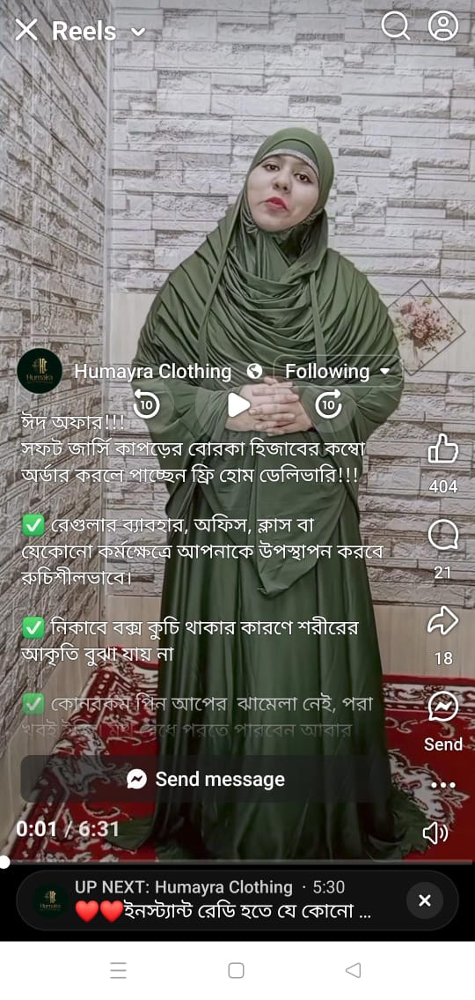 Reels
Humayra Clothing
Following
10
10
ঈদ অফার!!!
সফট জার্সি কাপড়ের বোরকা হিজাবের কম্বো
অর্ডার করলে পাচ্ছেন ফ্রি হোম ডেলিভারি!!!
404
✅ রেগুলার ব্যাবহার, অফিস, ক্লাস বা
যেকোনো কর্মক্ষেত্রে আপনাকে উপস্থাপন করবে
রুচিশীলভাবে।
21
✅ নিকাবে বক্স কুচি থাকার কারণে শরীরের
আকৃতি বুঝা যায় না
18
✅ কোনরকম পিন আপের ঝামেলা নেই, পরা
পরতে পারবেন আবার
Send
Send message
0:01 / 6:31
UP NEXT: Humayra Clothing · 5:30
❤️❤️ইনস্ট্যান্ট রেডি হতে যে কোনো ...